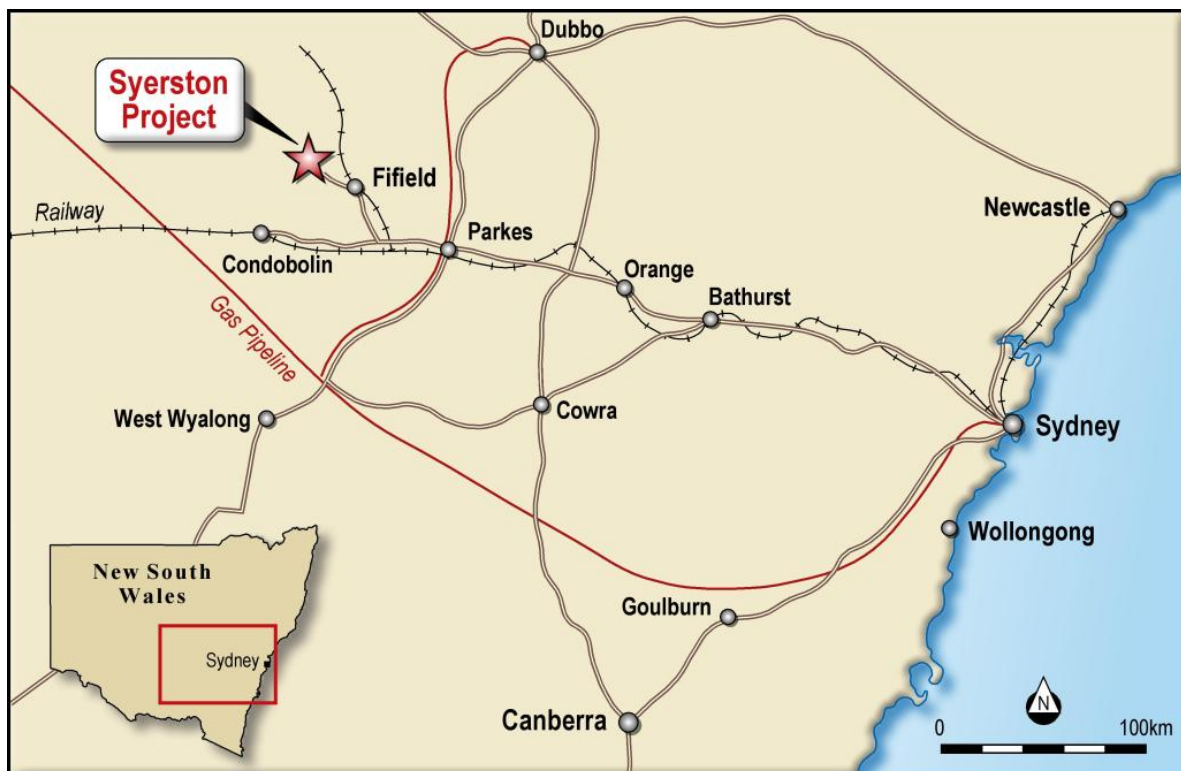 Dubbo
Syerston
Project
Fifield
Newcastle
Railway
Parkes
Condobolin
Orange
Bathurst
Gas Pipeline
West Wyalong
Cowra
Sydney
Wollongong
New South
Wales
Goulburn
Sydney
Canberra
N
0 100km